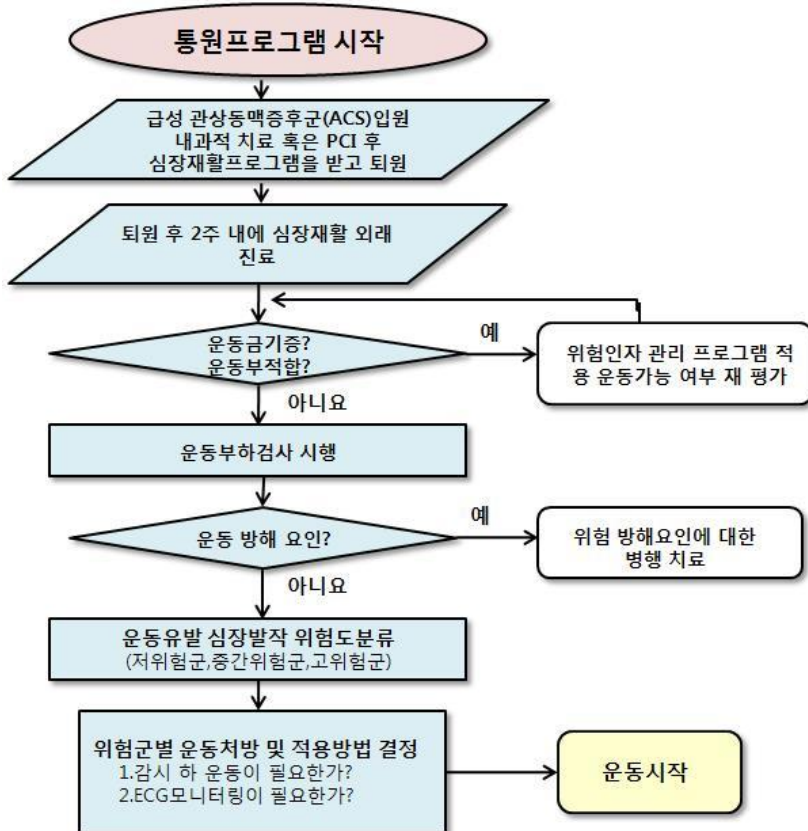 통원프로그램 시작
급성 관상동맥증후군(ACS)입원
내과적 치료 혹은 PCI 후
심장재활프로그램을 받고 퇴원
퇴원 후 2주 내에 심장재활 외래
진료
운동금기증?
운동부적합?
예
위험인자 관리 프로그램 적
용 운동가능 여부 재 평가
아니요
운동부하검사 시행
운동 방해 요인?
예
위험 방해요인에 대한
병행 치료
아니요
운동유발 심장발작 위험도분류
(저위험군,중간위험군,고위험군)
위험군별 운동처방 및 적용방법 결정
1.감시 하 운동이 필요한가?
2.ECG모니터링이 필요한가?
운동시작